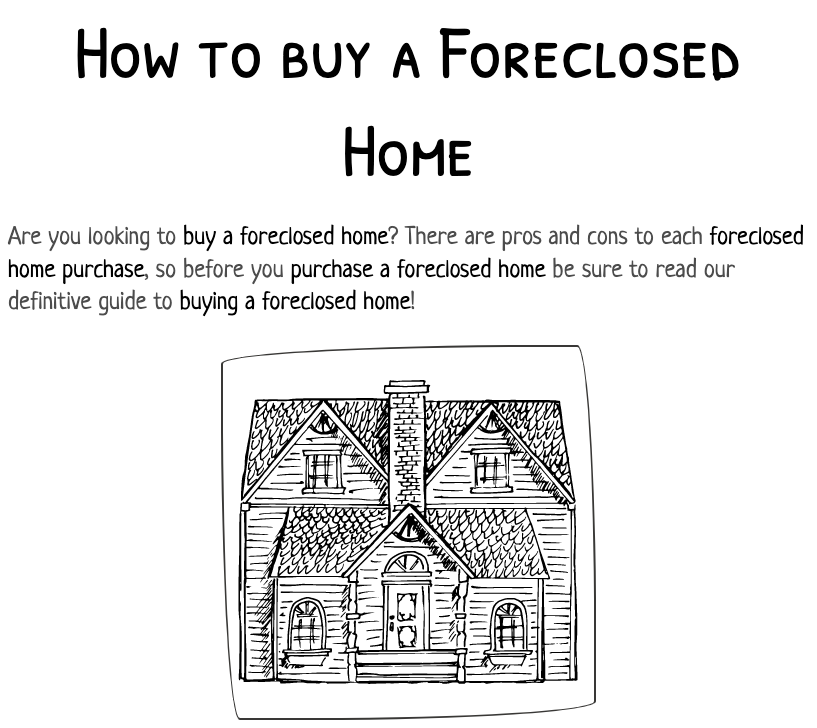 How to buy a Foreclosed
Home
Are you looking to buy a foreclosed home? There are pros and cons to each foreclosed
home purchase, so before you purchase a foreclosed home be sure to read our
definitive guide to buying a foreclosed home!